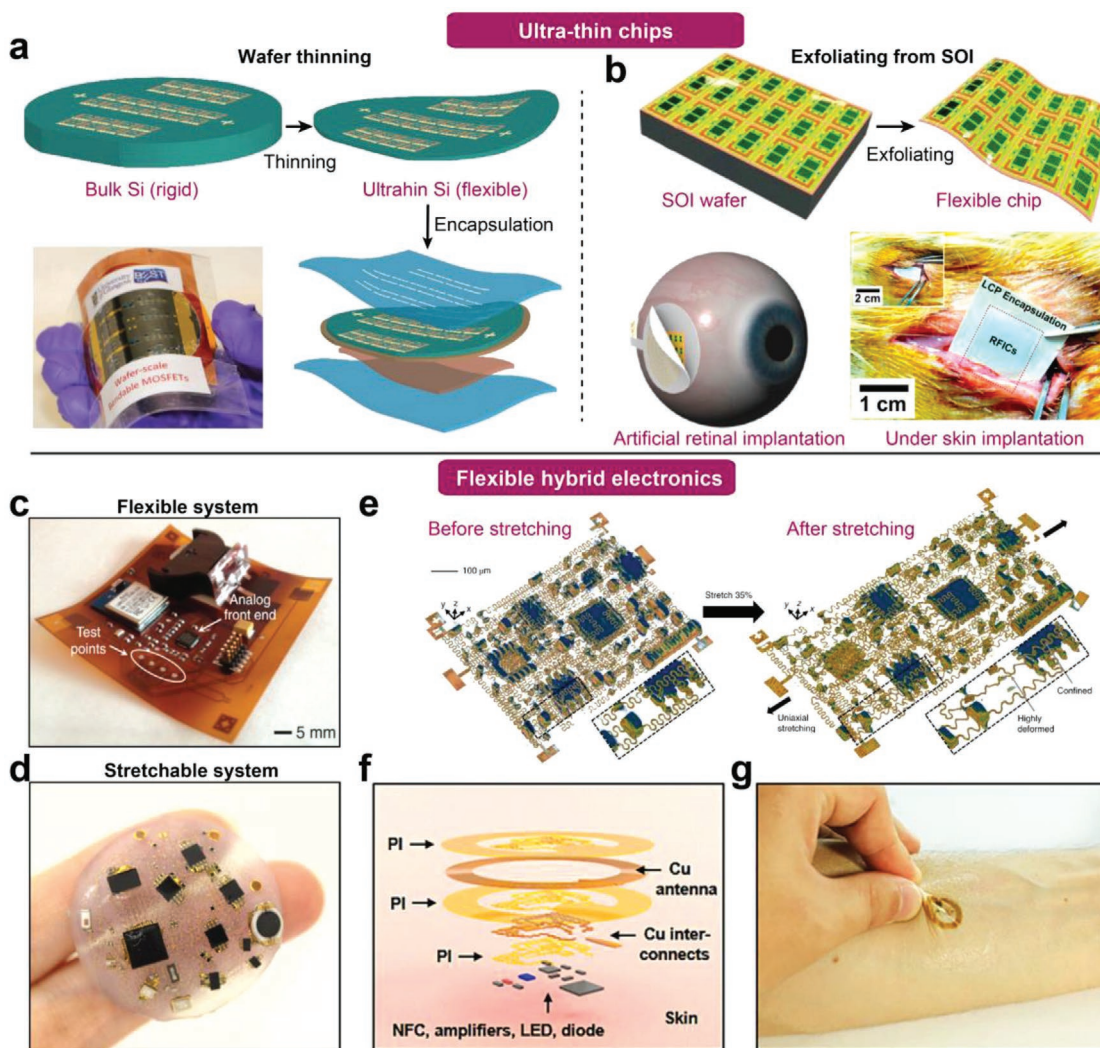 Ultra-thin chips
a
Wafer thinning
Thinning
Bulk Si (rigid)
Ultrahin Si (flexible)
Encapsulation
University
of Glasgow
BEST
Wafer-scale
bendable MOSFETs
b
Exfoliating from SOI
Exfoliating
SOI wafer
Flexible chip
Artificial retinal implantation
2 cm
LCP Encapsulation
RFICs
1 cm
Under skin implantation
Flexible hybrid electronics
c
Flexible system
Analog
front end
Test
points
5 mm
d
Stretchable system
e
Before stretching
After stretching
100 μm
y z x
Stretch 35%
y z x
Uniaxial
stretching
Highly
deformed
Confined
f
PI
Cu
antenna
PI
Cu inter-
connects
PI
NFC, amplifiers, LED, diode
Skin
g